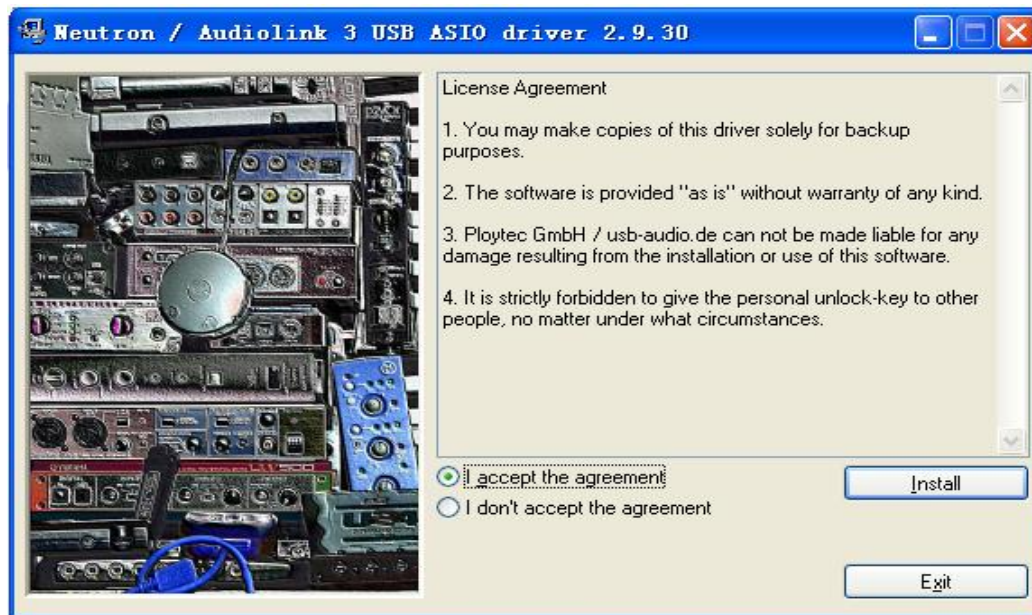 Neutron / Audiolink 3 USB ASIO driver 2.9.30
License Agreement
1. You may make copies of this driver solely for backup
purposes.
2. The software is provided "as is" without warranty of any kind.
3. Ploytec GmbH / usb-audio.de can not be made liable for any
damage resulting from the installation or use of this software.
4. It is strictly forbidden to give the personal unlock-key to other
people, no matter under what circumstances.
I accept the agreement
I don't accept the agreement
Install
Exit